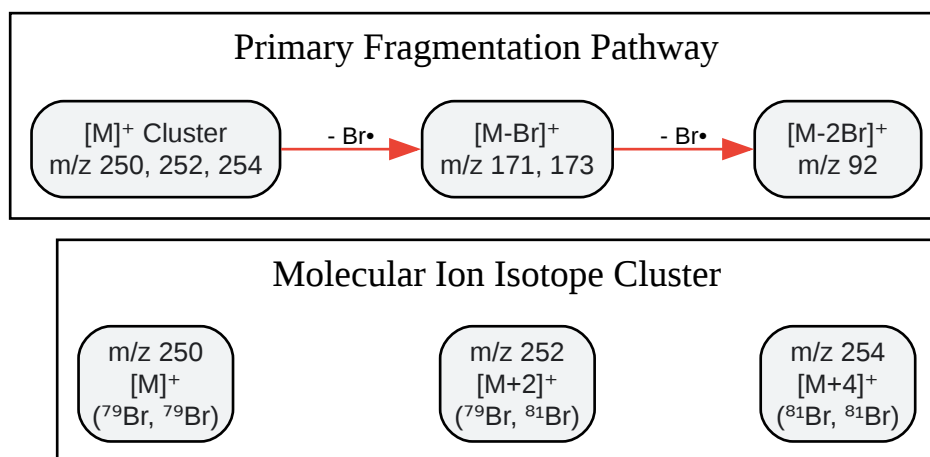 Primary Fragmentation Pathway
[M]⁺ Cluster
m/z 250, 252, 254
- Br•
[M-Br]⁺
m/z 171, 173
- Br•
[M-2Br]⁺
m/z 92
Molecular Ion Isotope Cluster
m/z 250
[M]⁺
(⁷⁹Br, ⁷⁹Br)
m/z 252
[M+2]⁺
(⁷⁹Br, ⁸¹Br)
m/z 254
[M+4]⁺
(⁸¹Br, ⁸¹Br)